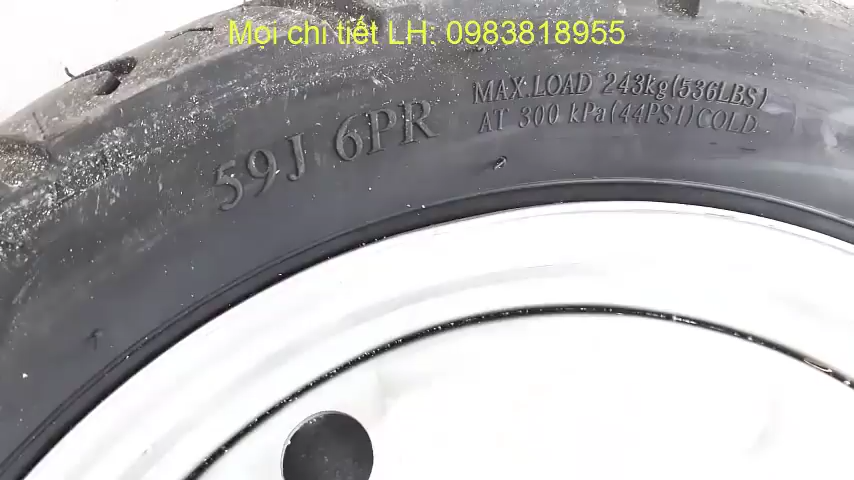 Mọi chi tiết LH: 0983818955
59J 6PR
MAX.LOAD 243kg(536LBS)
AT 300 kPa(44PSI)COLD